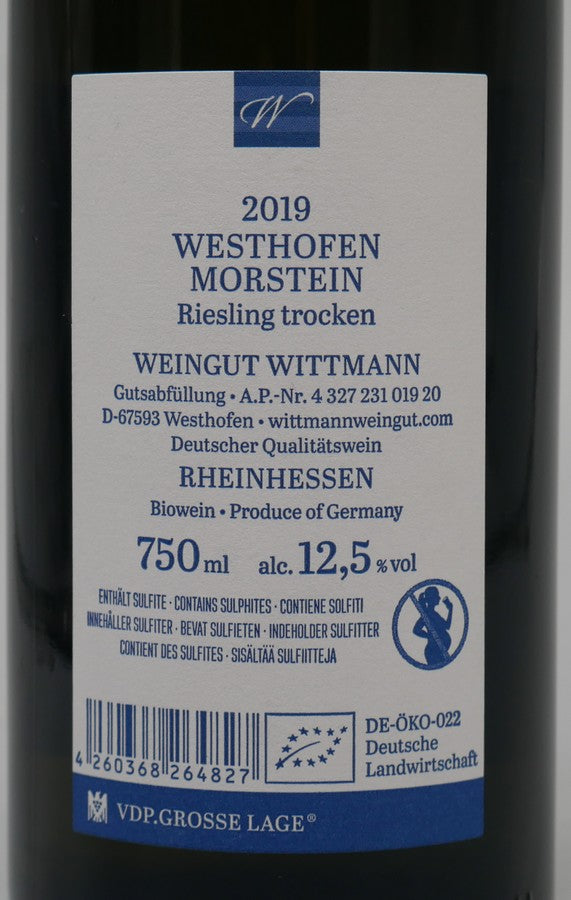 W
2019
WESTHOFEN
MORSTEIN
Riesling trocken
WEINGUT WITTMANN
Gutsabfüllung • A.P.-Nr. 4 327 231 019 20
D-67593 Westhofen • wittmannweingut.com
Deutscher Qualitätswein
RHEINHESSEN
Biowein • Produce of Germany
750 ml alc. 12,5 % vol
ENTHÄLT SULFITE · CONTAINS SULPHITES · CONTIENE SOLFITI
INNEHÅLLER SULFITER · BEVAT SULFIETEN · INDEHOLDER SULFITTER
CONTIENT DES SULFITES · SISÄLTÄÄ SULFIITTEJA
4 260368 264827
DE-ÖKO-022
Deutsche
Landwirtschaft
VDP.GROSSE LAGE®